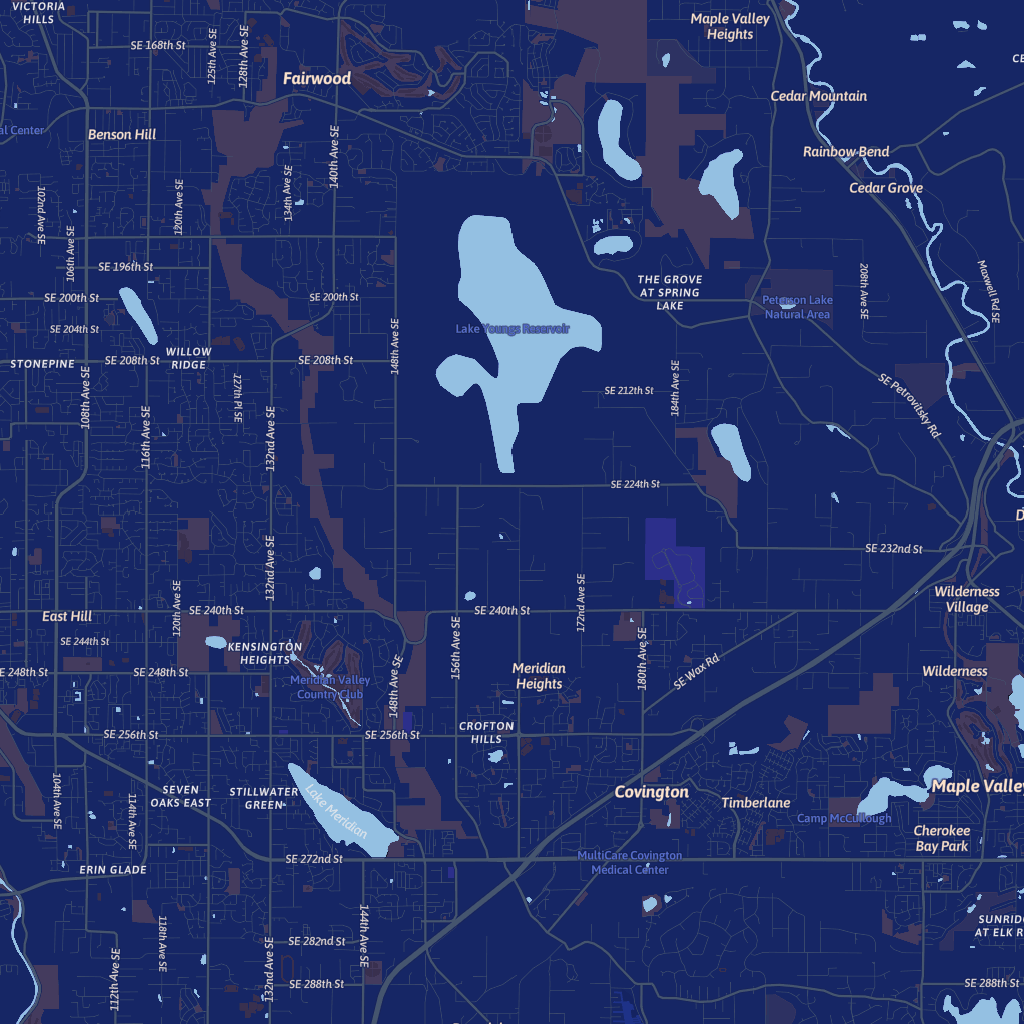 VICTORIA
HILLS
SE 168th St
125th Ave SE
128th Ave SE
Fairwood
Maple Valley
Heights
CE
Cedar Mountain
al Center
Benson Hill
140th Ave SE
Rainbow Bend
Cedar Grove
102nd Ave SE
120th Ave SE
134th Ave SE
106th Ave SE
SE 196th St
SE 200th St
SE 200th St
THE GROVE
AT SPRING
LAKE
Peterson Lake
Natural Area
208th Ave SE
Maxwell Rd SE
SE 204th St
Lake Youngs Reservoir
148th Ave SE
STONEPINE
SE 208th St
WILLOW
RIDGE
SE 208th St
108th Ave SE
127th Pl SE
SE 212th St
184th Ave SE
SE Petrovitsky Rd
116th Ave SE
132nd Ave SE
SE 224th St
D
SE 232nd St
132nd Ave SE
East Hill
120th Ave SE
SE 240th St
SE 240th St
172nd Ave SE
Wilderness
Village
SE 244th St
KENSINGTON
HEIGHTS
156th Ave SE
180th Ave SE
SE 248th St
SE 248th St
Meridian Valley
Country Club
148th Ave SE
Meridian
Heights
SE Wax Rd
Wilderness
SE 256th St
SE 256th St
CROFTON
HILLS
104th Ave SE
114th Ave SE
SEVEN
OAKS EAST
STILLWATER
GREEN
Lake Meridian
Covington
Timberlane
Camp McCullough
Maple Valley
Cherokee
Bay Park
ERIN GLADE
SE 272nd St
MultiCare Covington
Medical Center
118th Ave SE
112th Ave SE
132nd Ave SE
144th Ave SE
SE 282nd St
SE 288th St
SUNRID
AT ELK R
SE 288th St